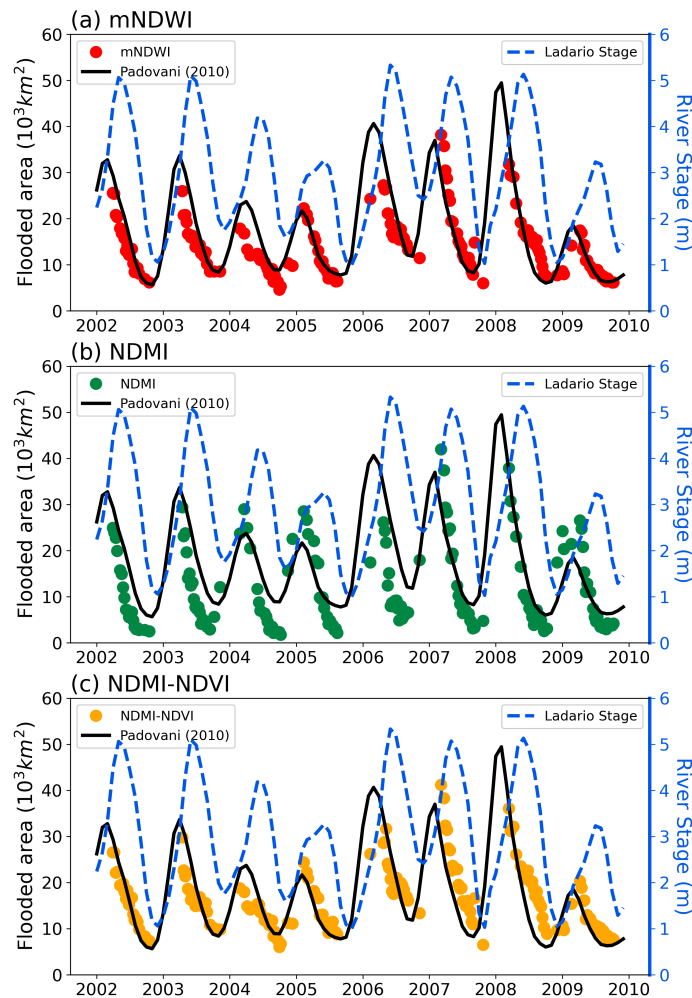 (a) mNDWI
60
50
40
30
20
10
0
Flooded area (10³km²)
mNDWI
Padovani (2010)
Ladario Stage
6
5
4
3
2
1
0
River Stage (m)
2002 2003 2004 2005 2006 2007 2008 2009 2010
(b) NDMI
60
50
40
30
20
10
0
Flooded area (10³km²)
NDMI
Padovani (2010)
Ladario Stage
6
5
4
3
2
1
0
River Stage (m)
2002 2003 2004 2005 2006 2007 2008 2009 2010
(c) NDMI-NDVI
60
50
40
30
20
10
0
Flooded area (10³km²)
NDMI-NDVI
Padovani (2010)
Ladario Stage
6
5
4
3
2
1
0
River Stage (m)
2002 2003 2004 2005 2006 2007 2008 2009 2010